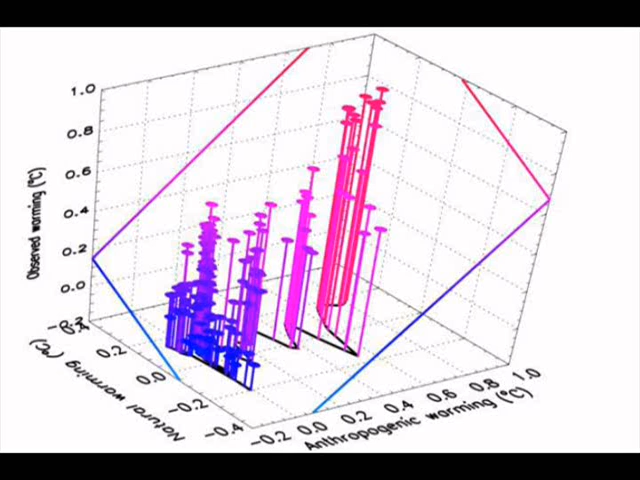 1.0
0.8
0.6
0.4
0.2
0.0
-0.2
Observed warming (°C)
0.2
0.0
-0.2
-0.4
Natural warming (°C)
-0.2 0.0 0.2 0.4 0.6 0.8 1.0
Anthropogenic warming (°C)